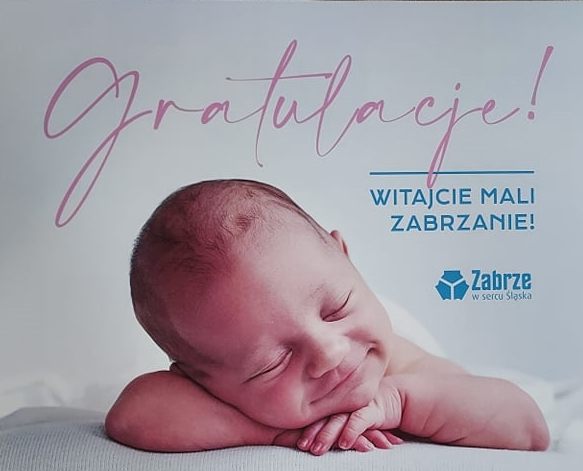 Gratulacje!
WITAJCIE MALI
ZABRZANIE!
Zabrze
w sercu Śląska